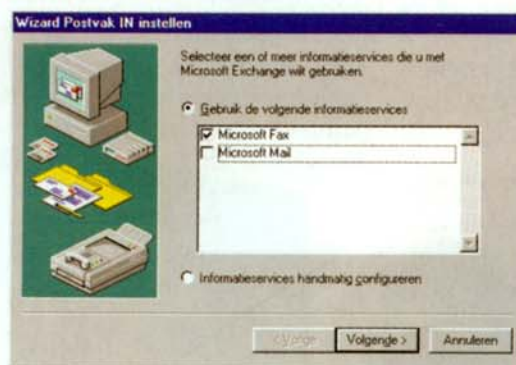 Wizard Postvak IN instellen
Selecteer een of meer informatieservices die u met
Microsoft Exchange wilt gebruiken.
Gebruik de volgende informatieservices
Microsoft Fax
Microsoft Mail
Informatieservices handmatig configureren
< Vorige
Volgende >
Annuleren